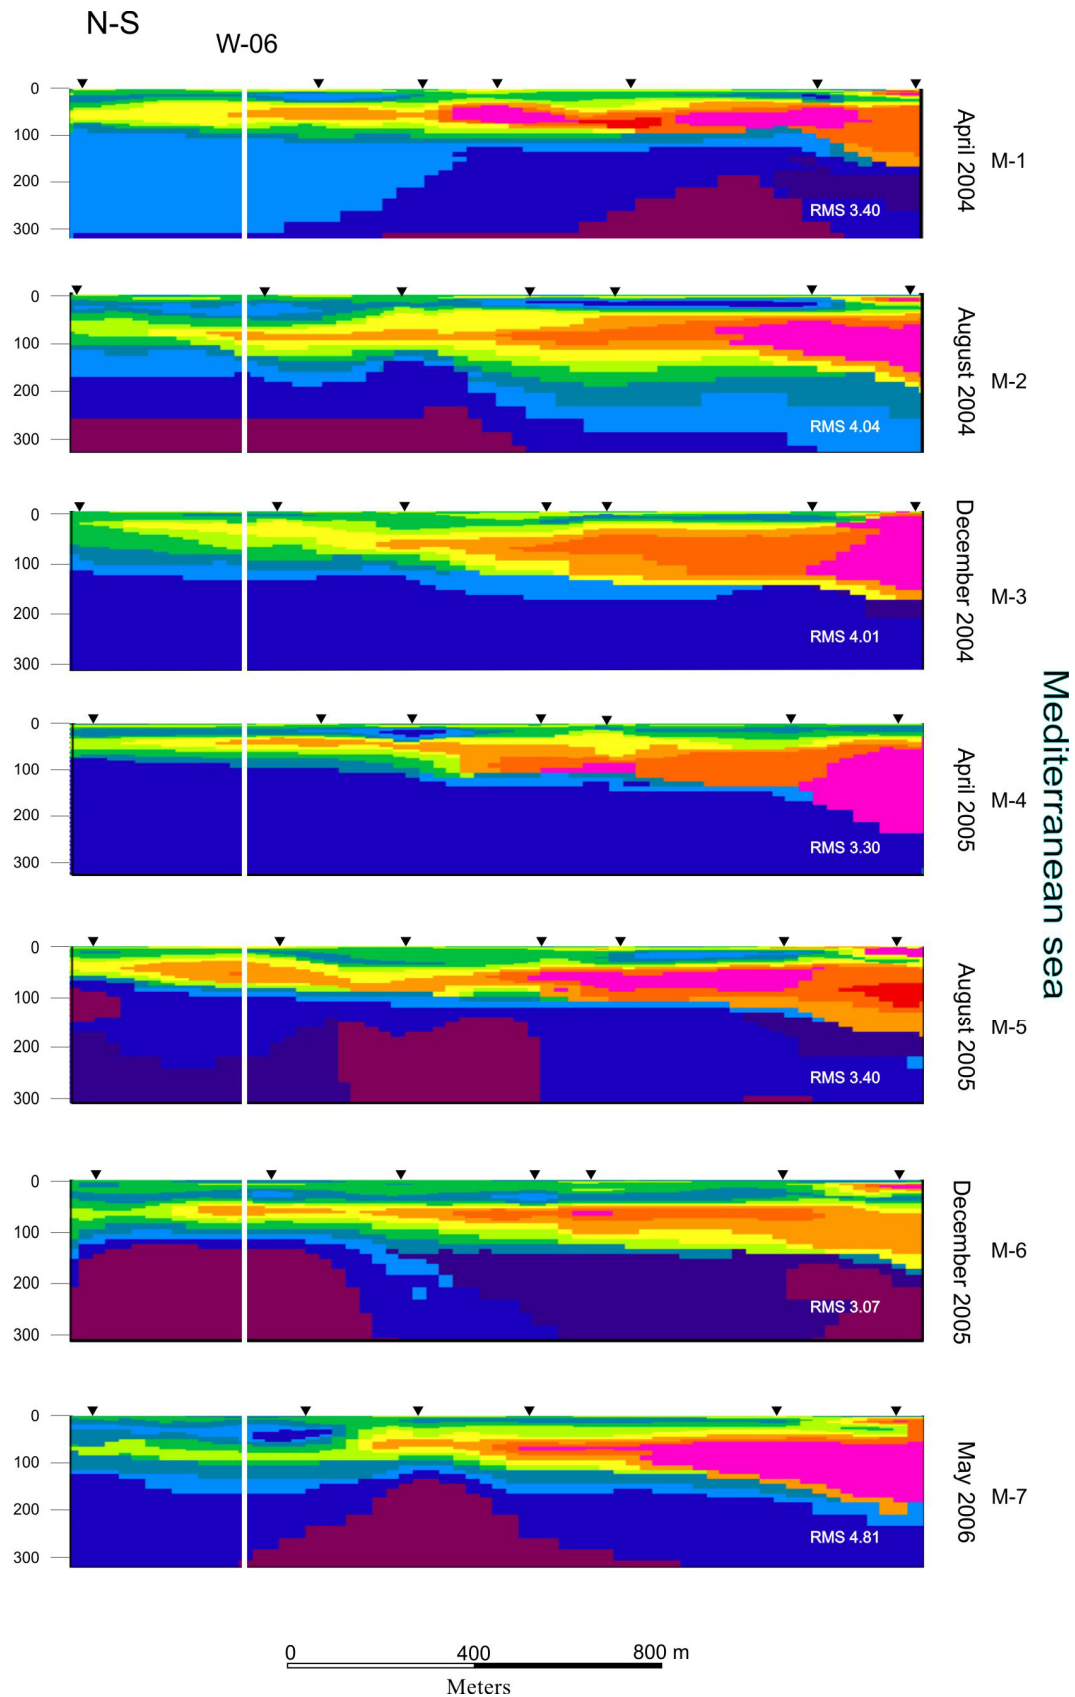 N-S
W-06
0
100
200
300
RMS 3.40
April 2004
M-1
0
100
200
300
RMS 4.04
August 2004
M-2
0
100
200
300
RMS 4.01
December 2004
M-3
0
100
200
300
RMS 3.30
April 2005
M-4
Mediterranean sea
0
100
200
300
RMS 3.40
August 2005
M-5
0
100
200
300
RMS 3.07
December 2005
M-6
0
100
200
300
RMS 4.81
May 2006
M-7
0 400 800 m
Meters